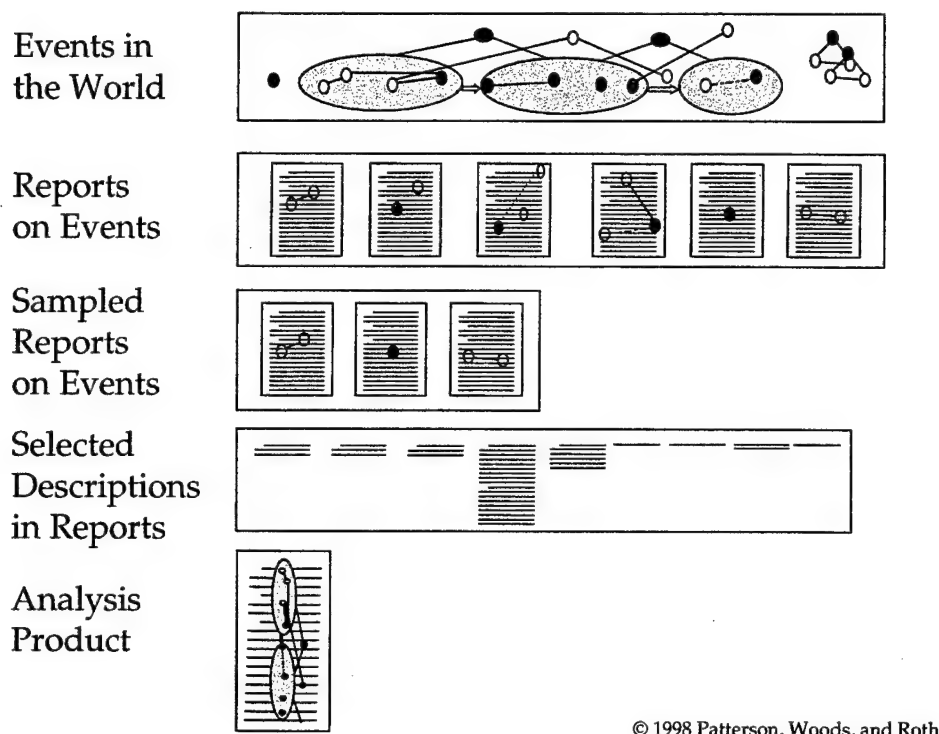 Events in
the World
Reports
on Events
Sampled
Reports
on Events
Selected
Descriptions
in Reports
Analysis
Product
© 1998 Patterson, Woods, and Roth